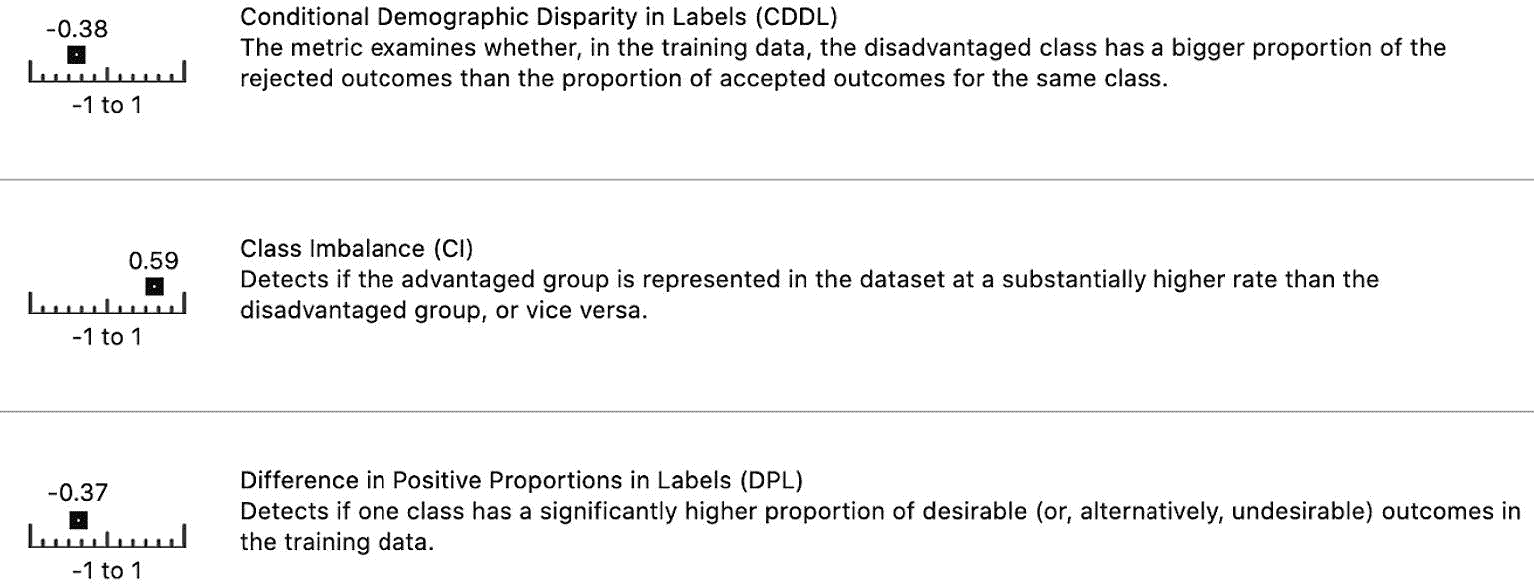 -0.38
-1 to 1
Conditional Demographic Disparity in Labels (CDDL)
The metric examines whether, in the training data, the disadvantaged class has a bigger proportion of the
rejected outcomes than the proportion of accepted outcomes for the same class.
0.59
-1 to 1
Class Imbalance (CI)
Detects if the advantaged group is represented in the dataset at a substantially higher rate than the
disadvantaged group, or vice versa.
-0.37
-1 to 1
Difference in Positive Proportions in Labels (DPL)
Detects if one class has a significantly higher proportion of desirable (or, alternatively, undesirable) outcomes in
the training data.